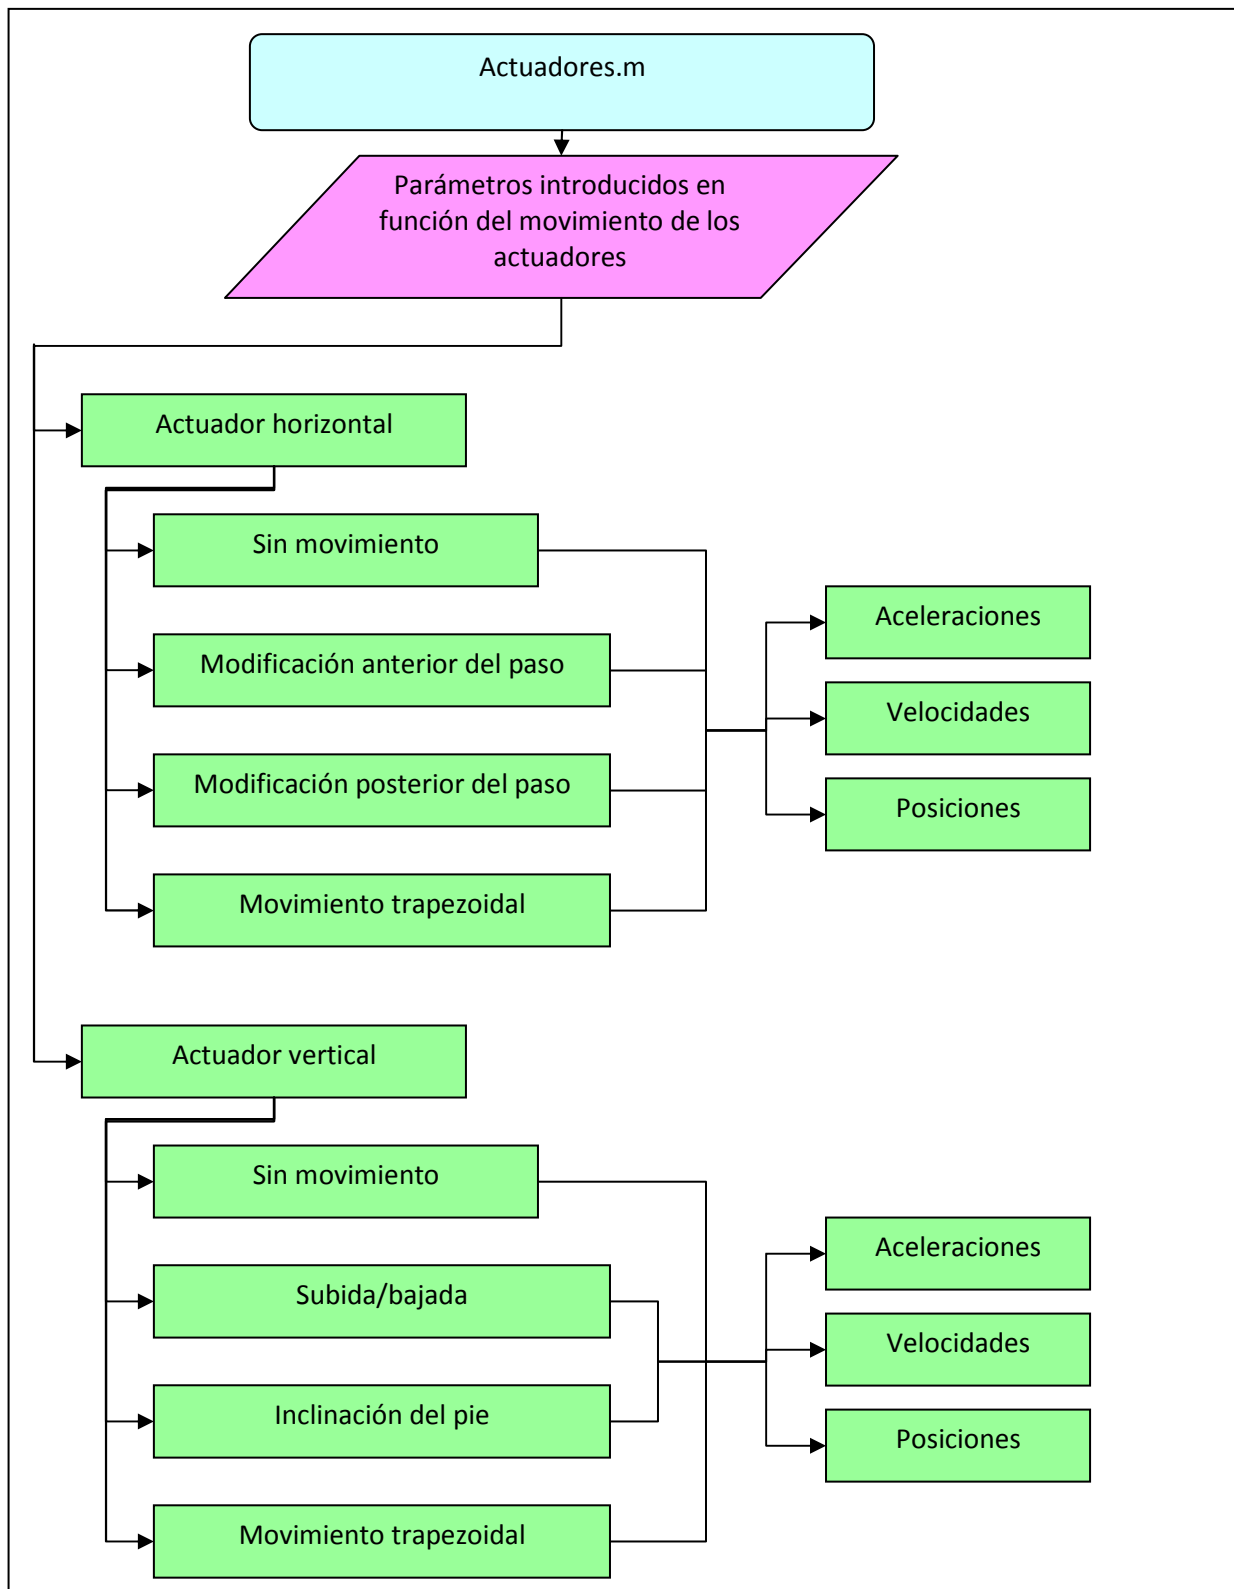 Actuadores.m
Parámetros introducidos en
función del movimiento de los
actuadores
Actuador horizontal
Sin movimiento
Modificación anterior del paso
Modificación posterior del paso
Movimiento trapezoidal
Aceleraciones
Velocidades
Posiciones
Actuador vertical
Sin movimiento
Subida/bajada
Inclinación del pie
Movimiento trapezoidal
Aceleraciones
Velocidades
Posiciones